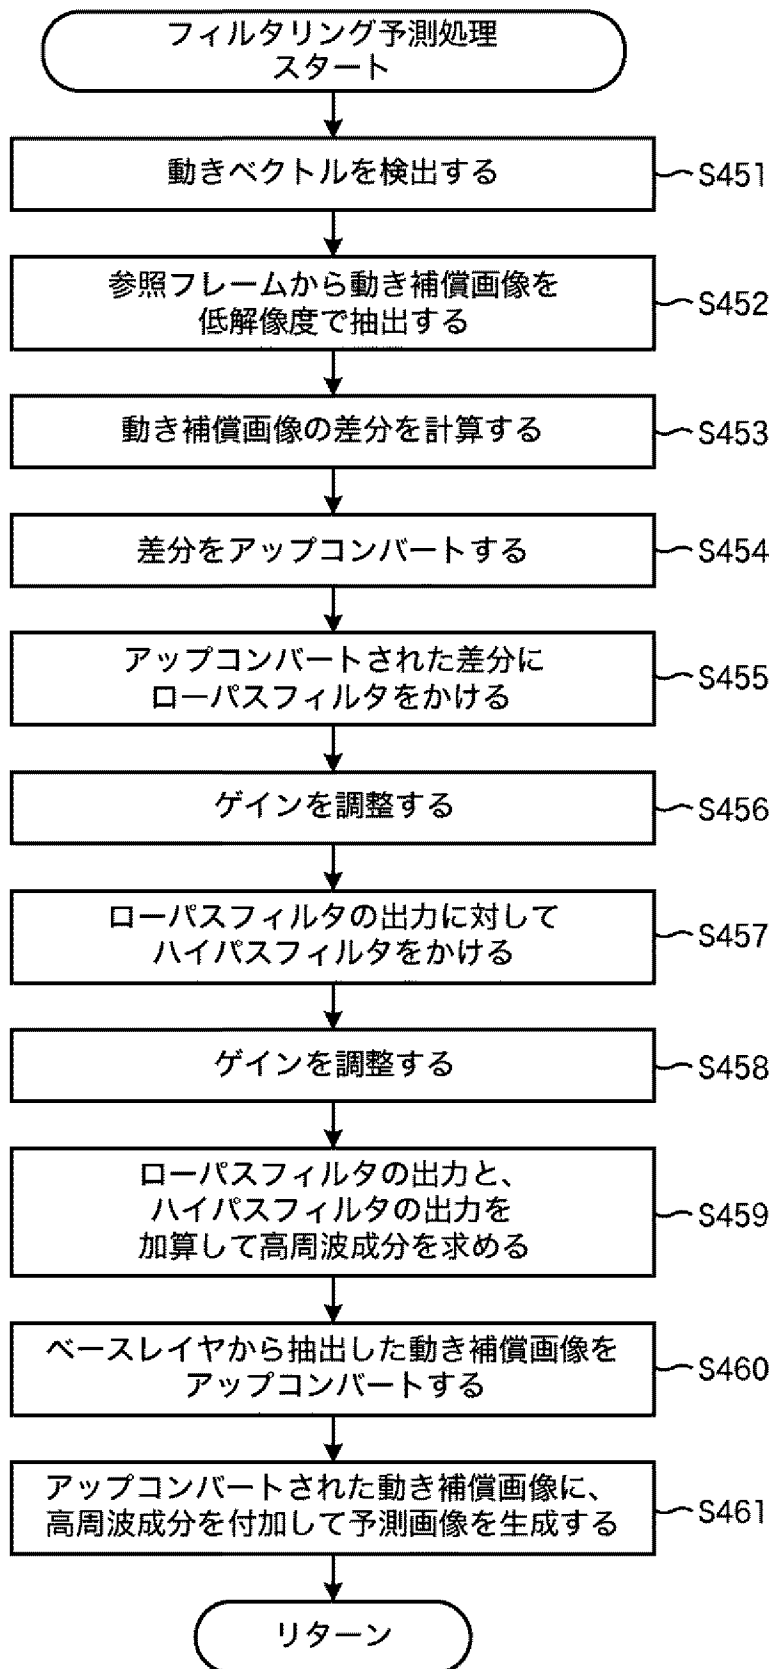 フィルタリング予測処理
スタート
動きベクトルを検出する
S451
参照フレームから動き補償画像を
低解像度で抽出する
S452
動き補償画像の差分を計算する
S453
差分をアップコンバートする
S454
アップコンバートされた差分に
ローパスフィルタをかける
S455
ゲインを調整する
S456
ローパスフィルタの出力に対して
ハイパスフィルタをかける
S457
ゲインを調整する
S458
ローパスフィルタの出力と、
ハイパスフィルタの出力を
加算して高周波成分を求める
S459
ベースレイヤから抽出した動き補償画像を
アップコンバートする
S460
アップコンバートされた動き補償画像に、
高周波成分を付加して予測画像を生成する
S461
リターン